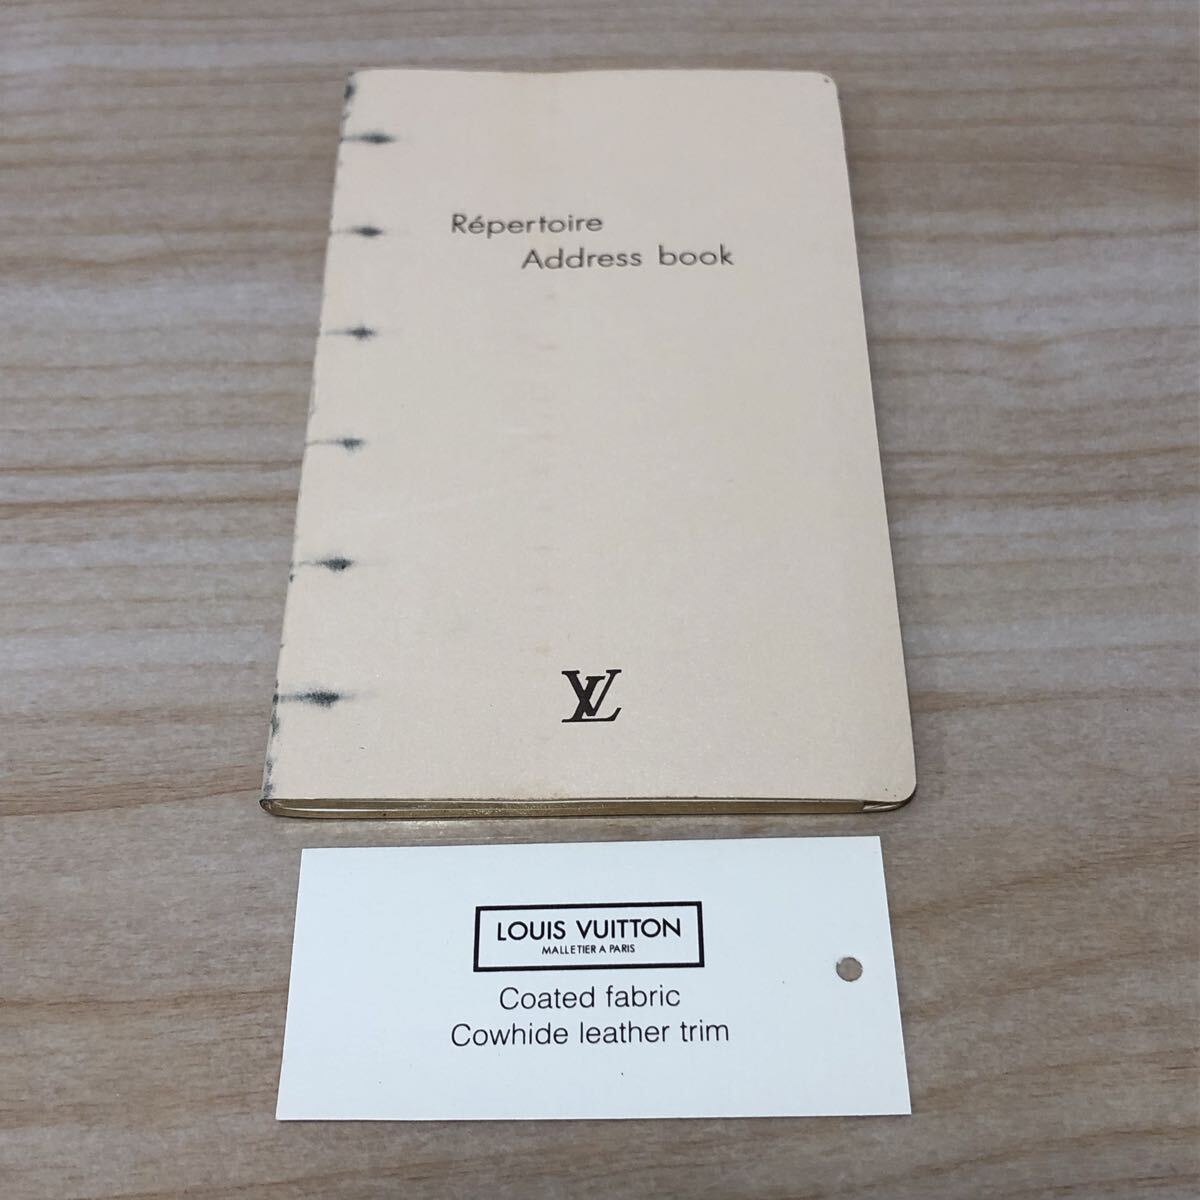 Répertoire
Address book
LV
LOUIS VUITTON
MALLETIER A PARIS
Coated fabric
Cowhide leather trim